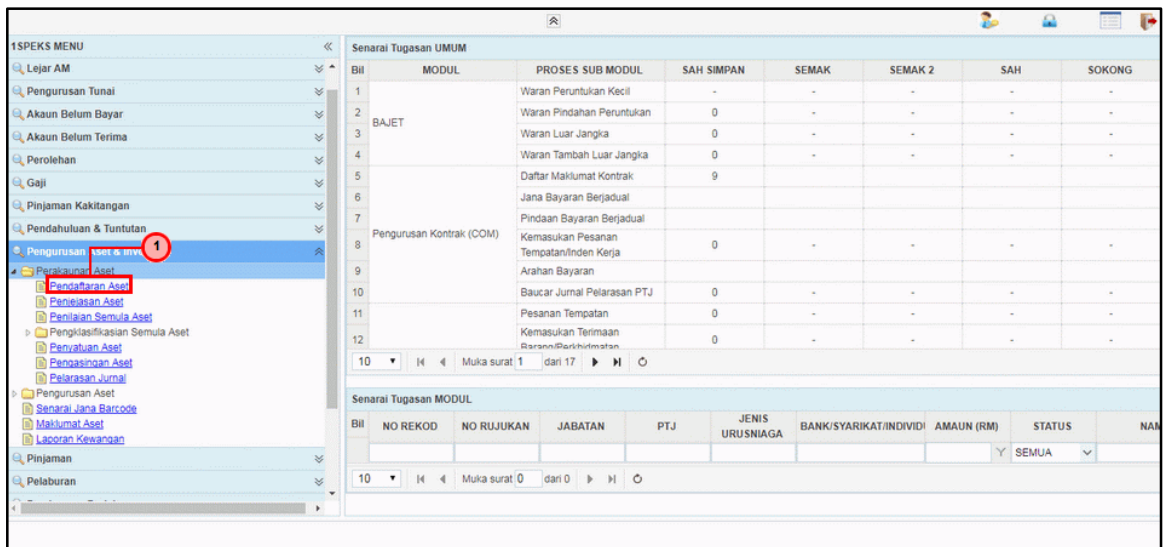 1SPEKS MENU
Lejar AM
Pengurusan Tunai
Akaun Belum Bayar
Akaun Belum Terima
Perolehan
Gaji
Pinjaman Kakitangan
Pendahuluan & Tuntutan
Pengurusan Aset &
1
Perakaunan Aset
Pendaftaran Aset
Penjejasan Aset
Penilaian Semula Aset
Pengklasifikasian Semula Aset
Penyatuan Aset
Pengasingan Aset
Pelarasan Jurnal
Pengurusan Aset
Senarai Jana Barcode
Maklumat Aset
Laporan Kewangan
Pinjaman
Pelaburan
Senarai Tugasan UMUM
Bil MODUL PROSES SUB MODUL SAH SIMPAN SEMAK SEMAK 2 SAH SOKONG
1 Waran Peruntukan Kecil - - - - -
2 BAJET Waran Pindahan Peruntukan 0 - - - -
3 Waran Luar Jangka 0 - - - -
4 Waran Tambah Luar Jangka 0 - - - -
5 Daftar Maklumat Kontrak 9
6 Jana Bayaran Berjadual
7 Pindaan Bayaran Berjadual
8 Pengurusan Kontrak (COM) Kemasukan Pesanan Tempatan/Inden Kerja 0 - - - -
9 Arahan Bayaran
10 Baucar Jurnal Pelarasan PTJ 0 - - - -
11 Pesanan Tempatan 0 - - - -
12 Kemasukan Terimaan Barang/Perkhidmatan 0 - - - -
10 Muka surat 1 dari 17
Senarai Tugasan MODUL
Bil NO REKOD NO RUJUKAN JABATAN PTJ JENIS URUSNIAGA BANK/SYARIKAT/INDIVIDU AMAUN (RM) STATUS NAM
SEMUA
10 Muka surat 0 dari 0